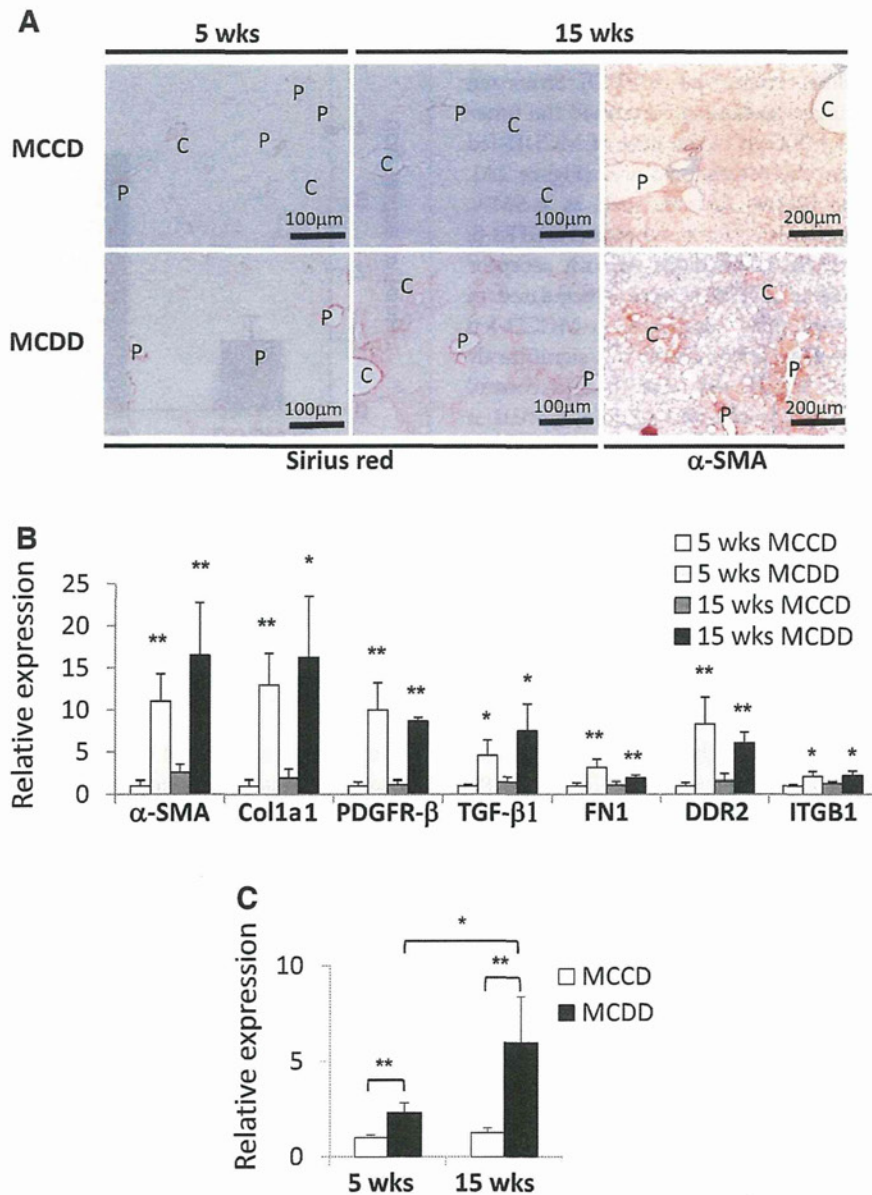 A
5 wks 15 wks
MCCD
P
P
C
P
P
C
100μm
P
C
C
C
100μm
C
P
200μm
MCDD
P
P
P
100μm
C
P
C
P
100μm
C
C
P
P
200μm
Sirius red α-SMA
B
Relative expression
25
20
15
10
5
0
** ** ** * ** ** * * ** ** ** ** * *
α-SMA Col1a1 PDGFR-β TGF-β1 FN1 DDR2 ITGB1
5 wks MCCD
5 wks MCDD
15 wks MCCD
15 wks MCDD
C
Relative expression
10
5
0
*
**
**
MCCD
MCDD
5 wks 15 wks